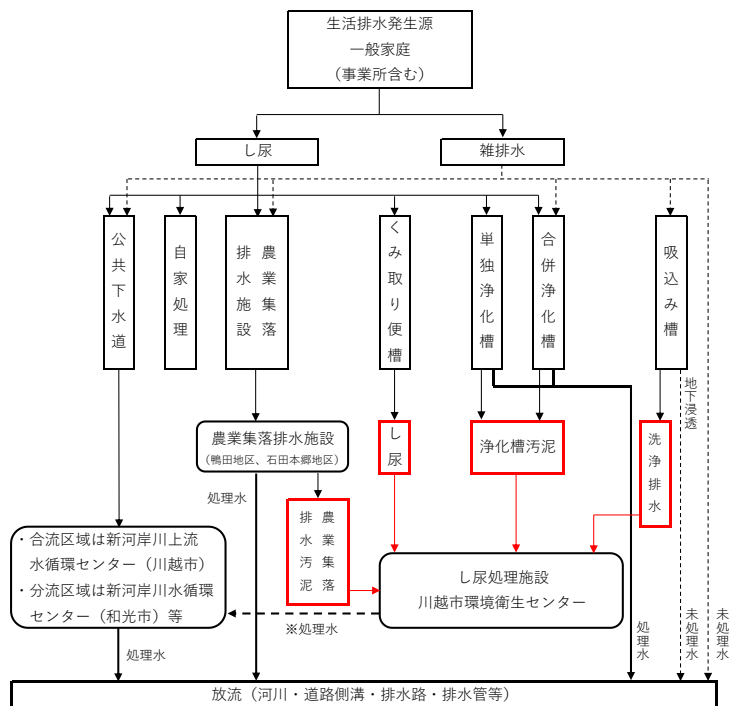 生活排水発生源
一般家庭
（事業所含む）
し尿
雑排水
公共下水道
自家処理
農業集落
排水施設
くみ取り便槽
単独浄化槽
合併浄化槽
吸込み槽
地下浸透
農業集落排水施設
（鴨田地区、石田本郷地区）
し尿
浄化槽汚泥
洗浄排水
処理水
農業集落
排水汚泥
・合流区域は新河岸川上流
水循環センター（川越市）
・分流区域は新河岸川水循環
センター（和光市）等
し尿処理施設
川越市環境衛生センター
※処理水
処理水
処理水
未処理水
未処理水
放流（河川・道路側溝・排水路・排水管等）